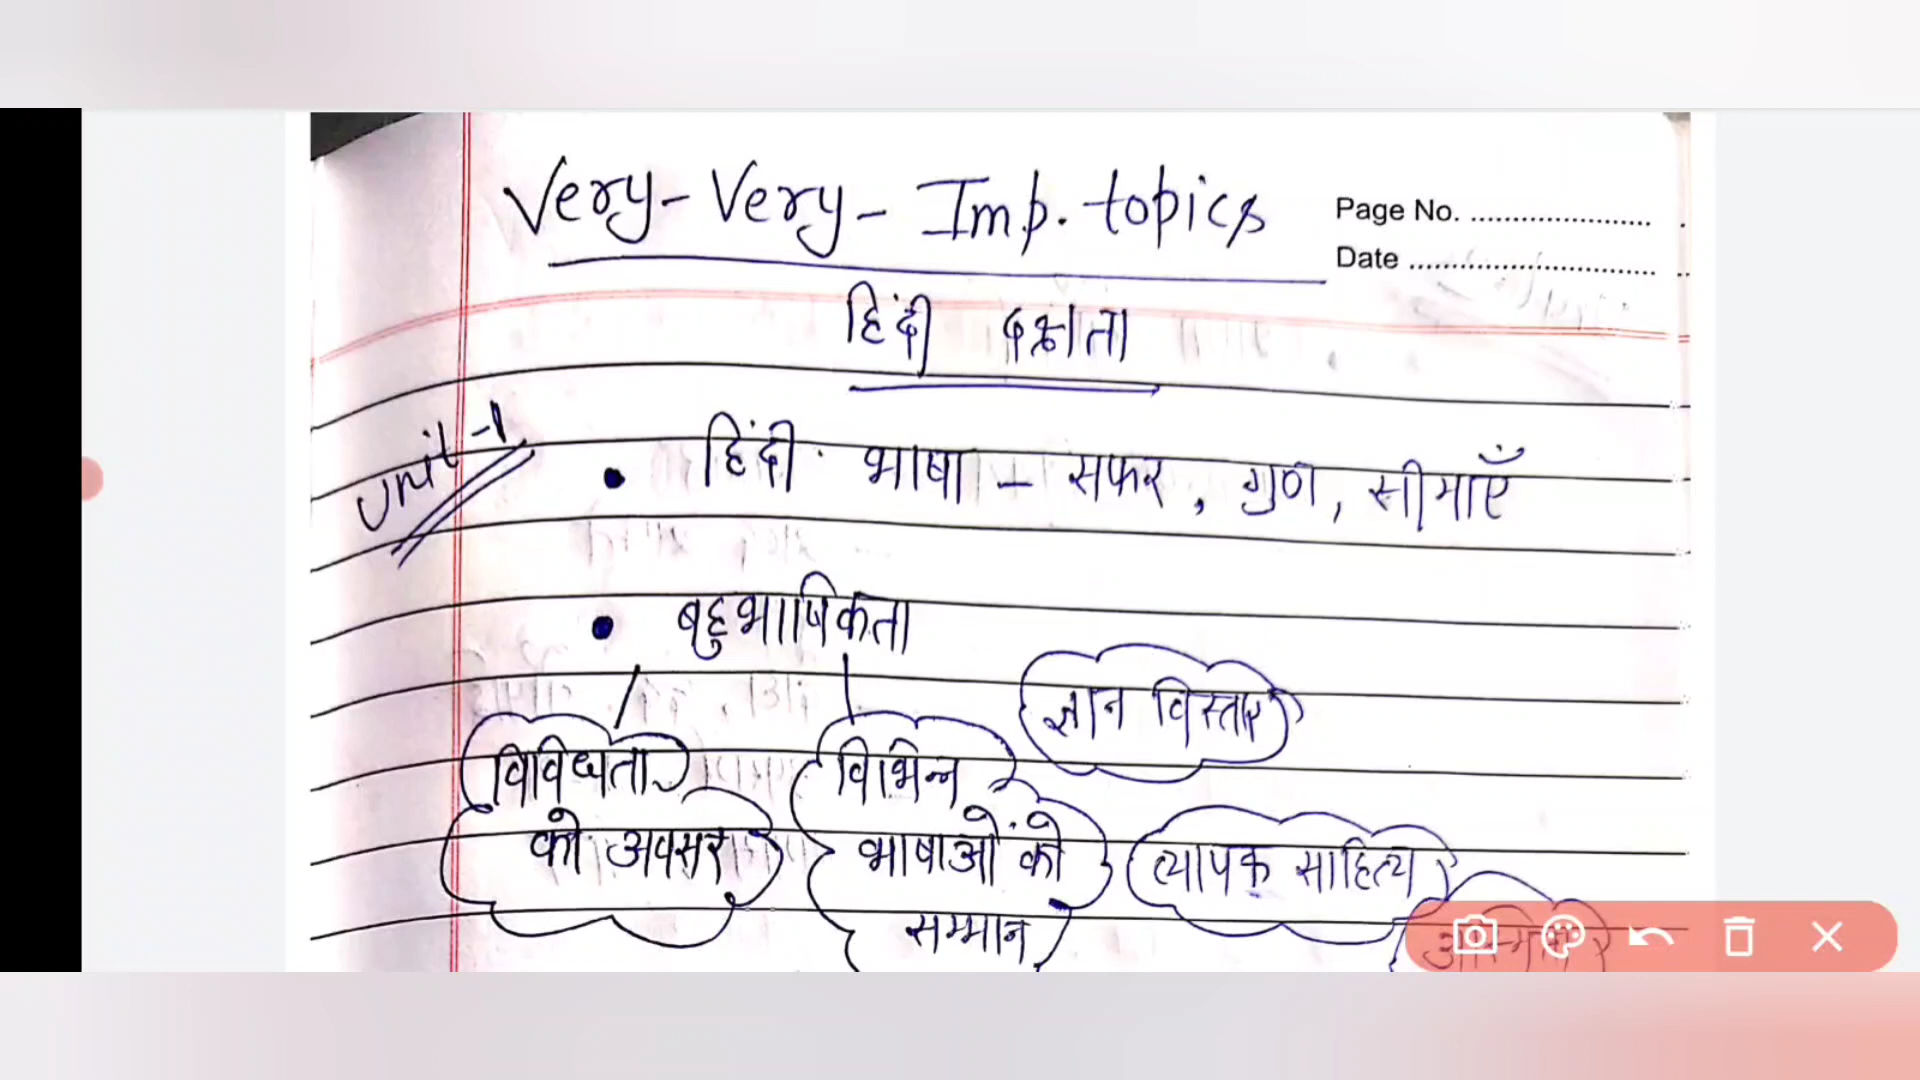 Very-Very-Imp. topics
Page No. ....................
Date ............................
हिंदी दक्षता
Unit-1
• हिंदी भाषा - सफर, गुण, सीमाएँ
• बहुभाषिकता
ज्ञान विस्तार
विविधता
को अवसर
विभिन्न
भाषाओं को
सम्मान
व्यापक साहित्य